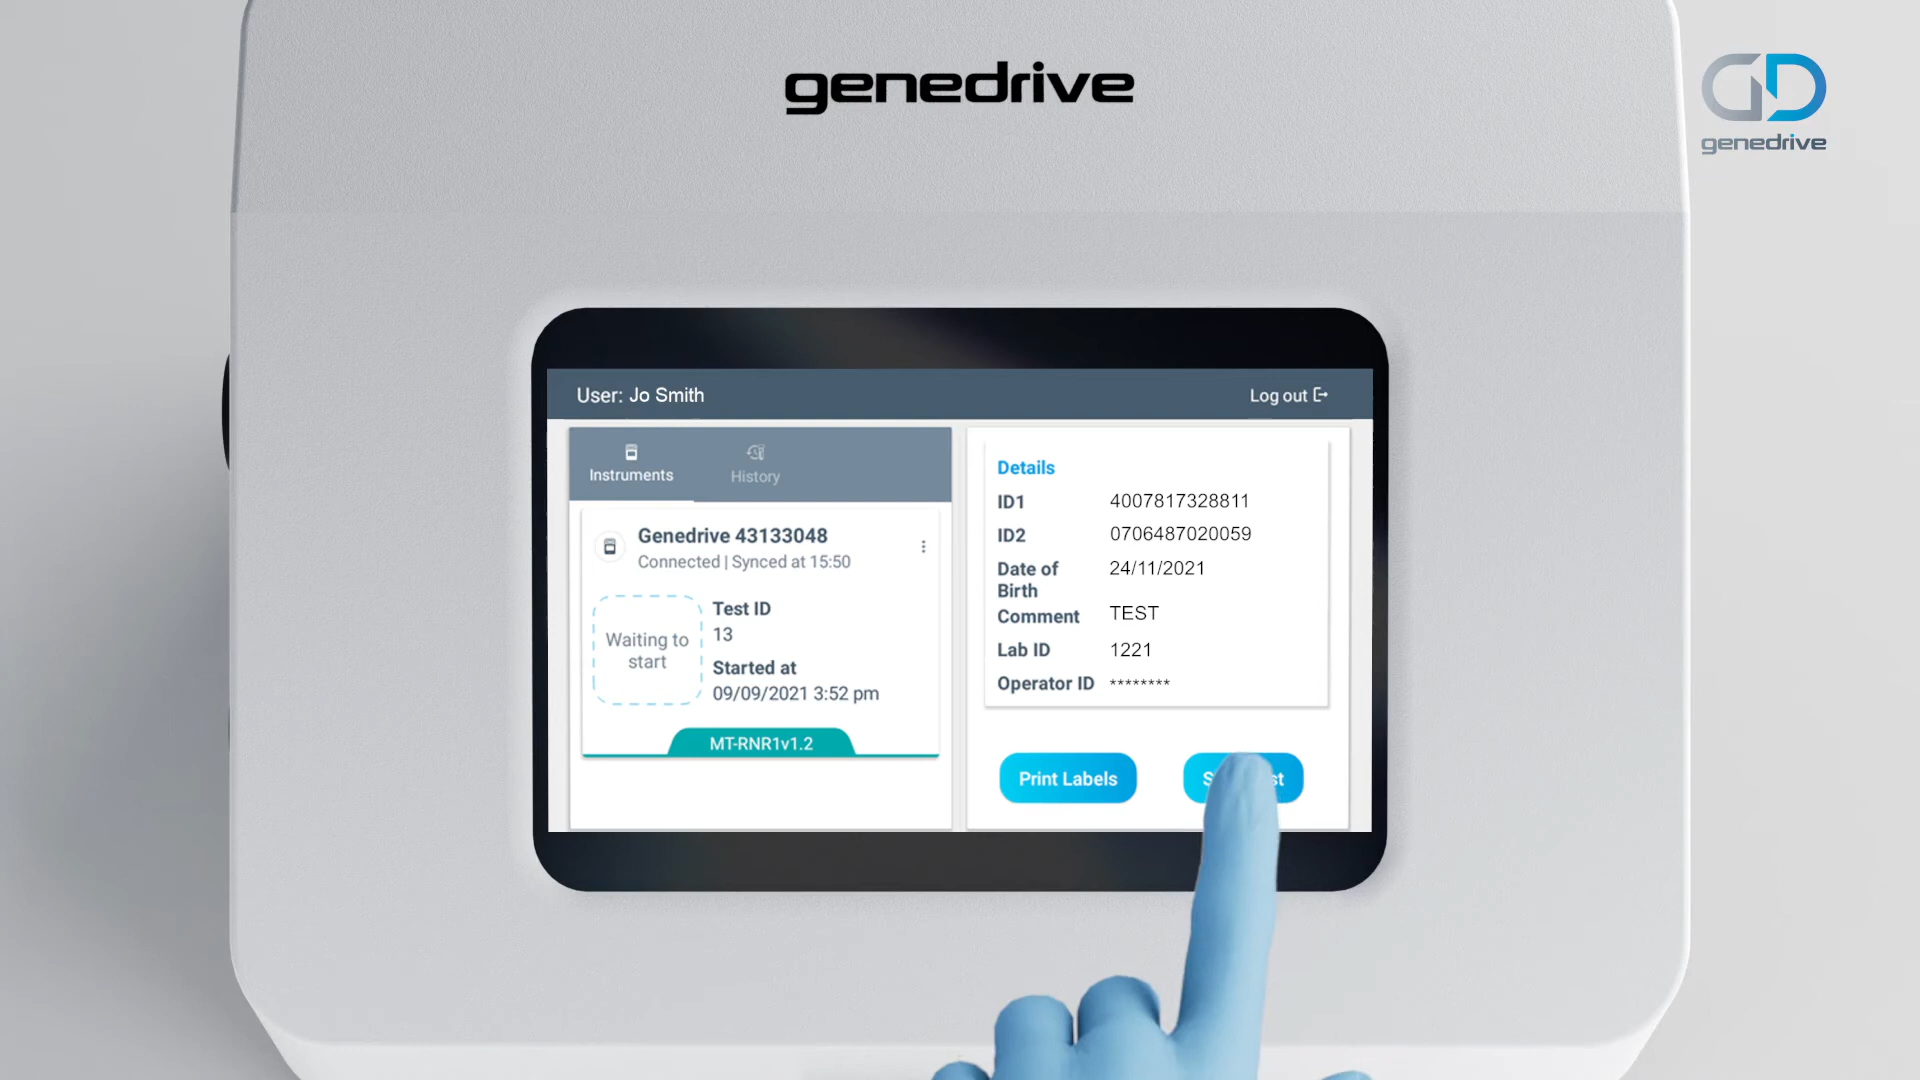 genedrive
genedrive
User: Jo Smith
Log out
Instruments
History
Genedrive 43133048
Connected | Synced at 15:50
Waiting to
start
Test ID
13
Started at
09/09/2021 3:52 pm
MT-RNR1v1.2
Details
ID1 4007817328811
ID2 0706487020059
Date of 24/11/2021
Birth
Comment TEST
Lab ID 1221
Operator ID ********
Print Labels